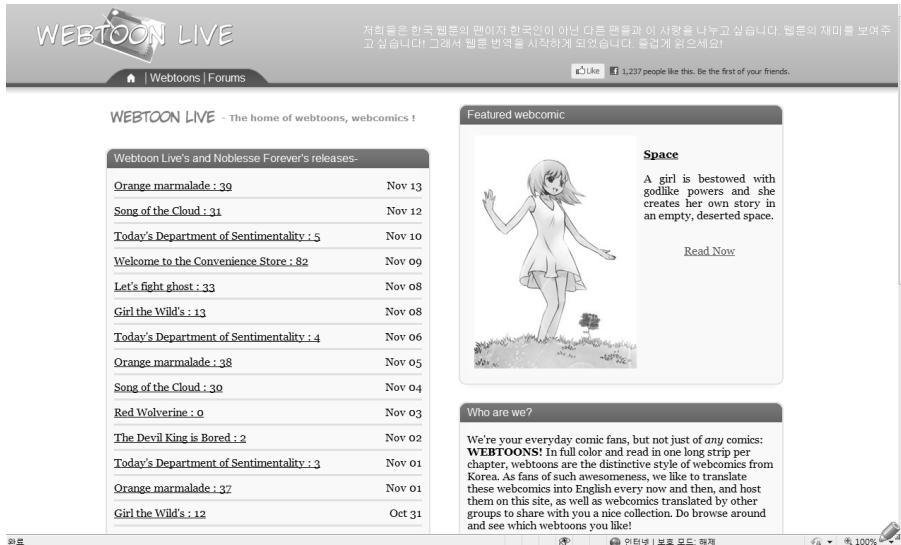 WEBTOON LIVE
저희들은 한국 웹툰의 팬이자 한국인이 아닌 다른 팬들과 이 사랑을 나누고 싶습니다. 웹툰의 재미를 보여주
고 싶습니다! 그래서 웹툰 번역을 시작하게 되었습니다. 즐겁게 읽으세요!
| Webtoons | Forums
Like 1,237 people like this. Be the first of your friends.
WEBTOON LIVE - The home of webtoons, webcomics !
Webtoon Live's and Noblesse Forever's releases-
Orange marmalade : 39 Nov 13
Song of the Cloud : 31 Nov 12
Today's Department of Sentimentality : 5 Nov 10
Welcome to the Convenience Store : 82 Nov 09
Let's fight ghost : 33 Nov 08
Girl the Wild's : 13 Nov 08
Today's Department of Sentimentality : 4 Nov 06
Orange marmalade : 38 Nov 05
Song of the Cloud : 30 Nov 04
Red Wolverine : 0 Nov 03
The Devil King is Bored : 2 Nov 02
Today's Department of Sentimentality : 3 Nov 01
Orange marmalade : 37 Nov 01
Girl the Wild's : 12 Oct 31
Featured webcomic
Space
A girl is bestowed with
godlike powers and she
creates her own story in
an empty, deserted space.
Read Now
Who are we?
We're your everyday comic fans, but not just of any comics:
WEBTOONS! In full color and read in one long strip per
chapter, webtoons are the distinctive style of webcomics from
Korea. As fans of such awesomeness, we like to translate
these webcomics into English every now and then, and host
them on this site, as well as webcomics translated by other
groups to share with you a nice collection. Do browse around
and see which webtoons you like!
완료
인터넷 | 보호 모드: 해제
100%